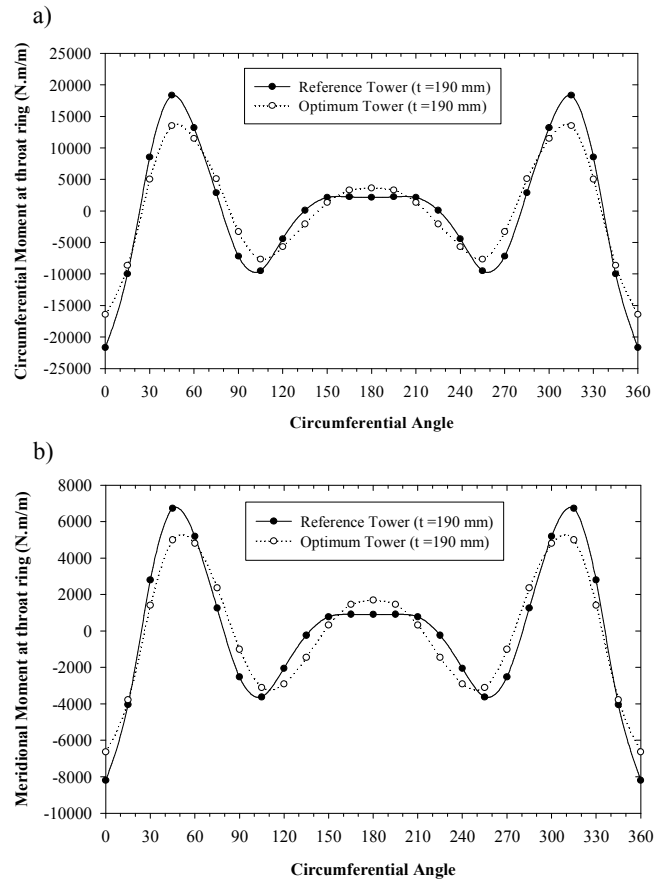 a)
Circumferential Moment at throat ring (N.m/m)
25000
20000
15000
10000
5000
0
-5000
-10000
-15000
-20000
-25000
Reference Tower (t =190 mm)
Optimum Tower (t =190 mm)
0 30 60 90 120 150 180 210 240 270 300 330 360
Circumferential Angle
b)
Meridional Moment at throat ring (N.m/m)
8000
6000
4000
2000
0
-2000
-4000
-6000
-8000
-10000
Reference Tower (t =190 mm)
Optimum Tower (t =190 mm)
0 30 60 90 120 150 180 210 240 270 300 330 360
Circumferential Angle